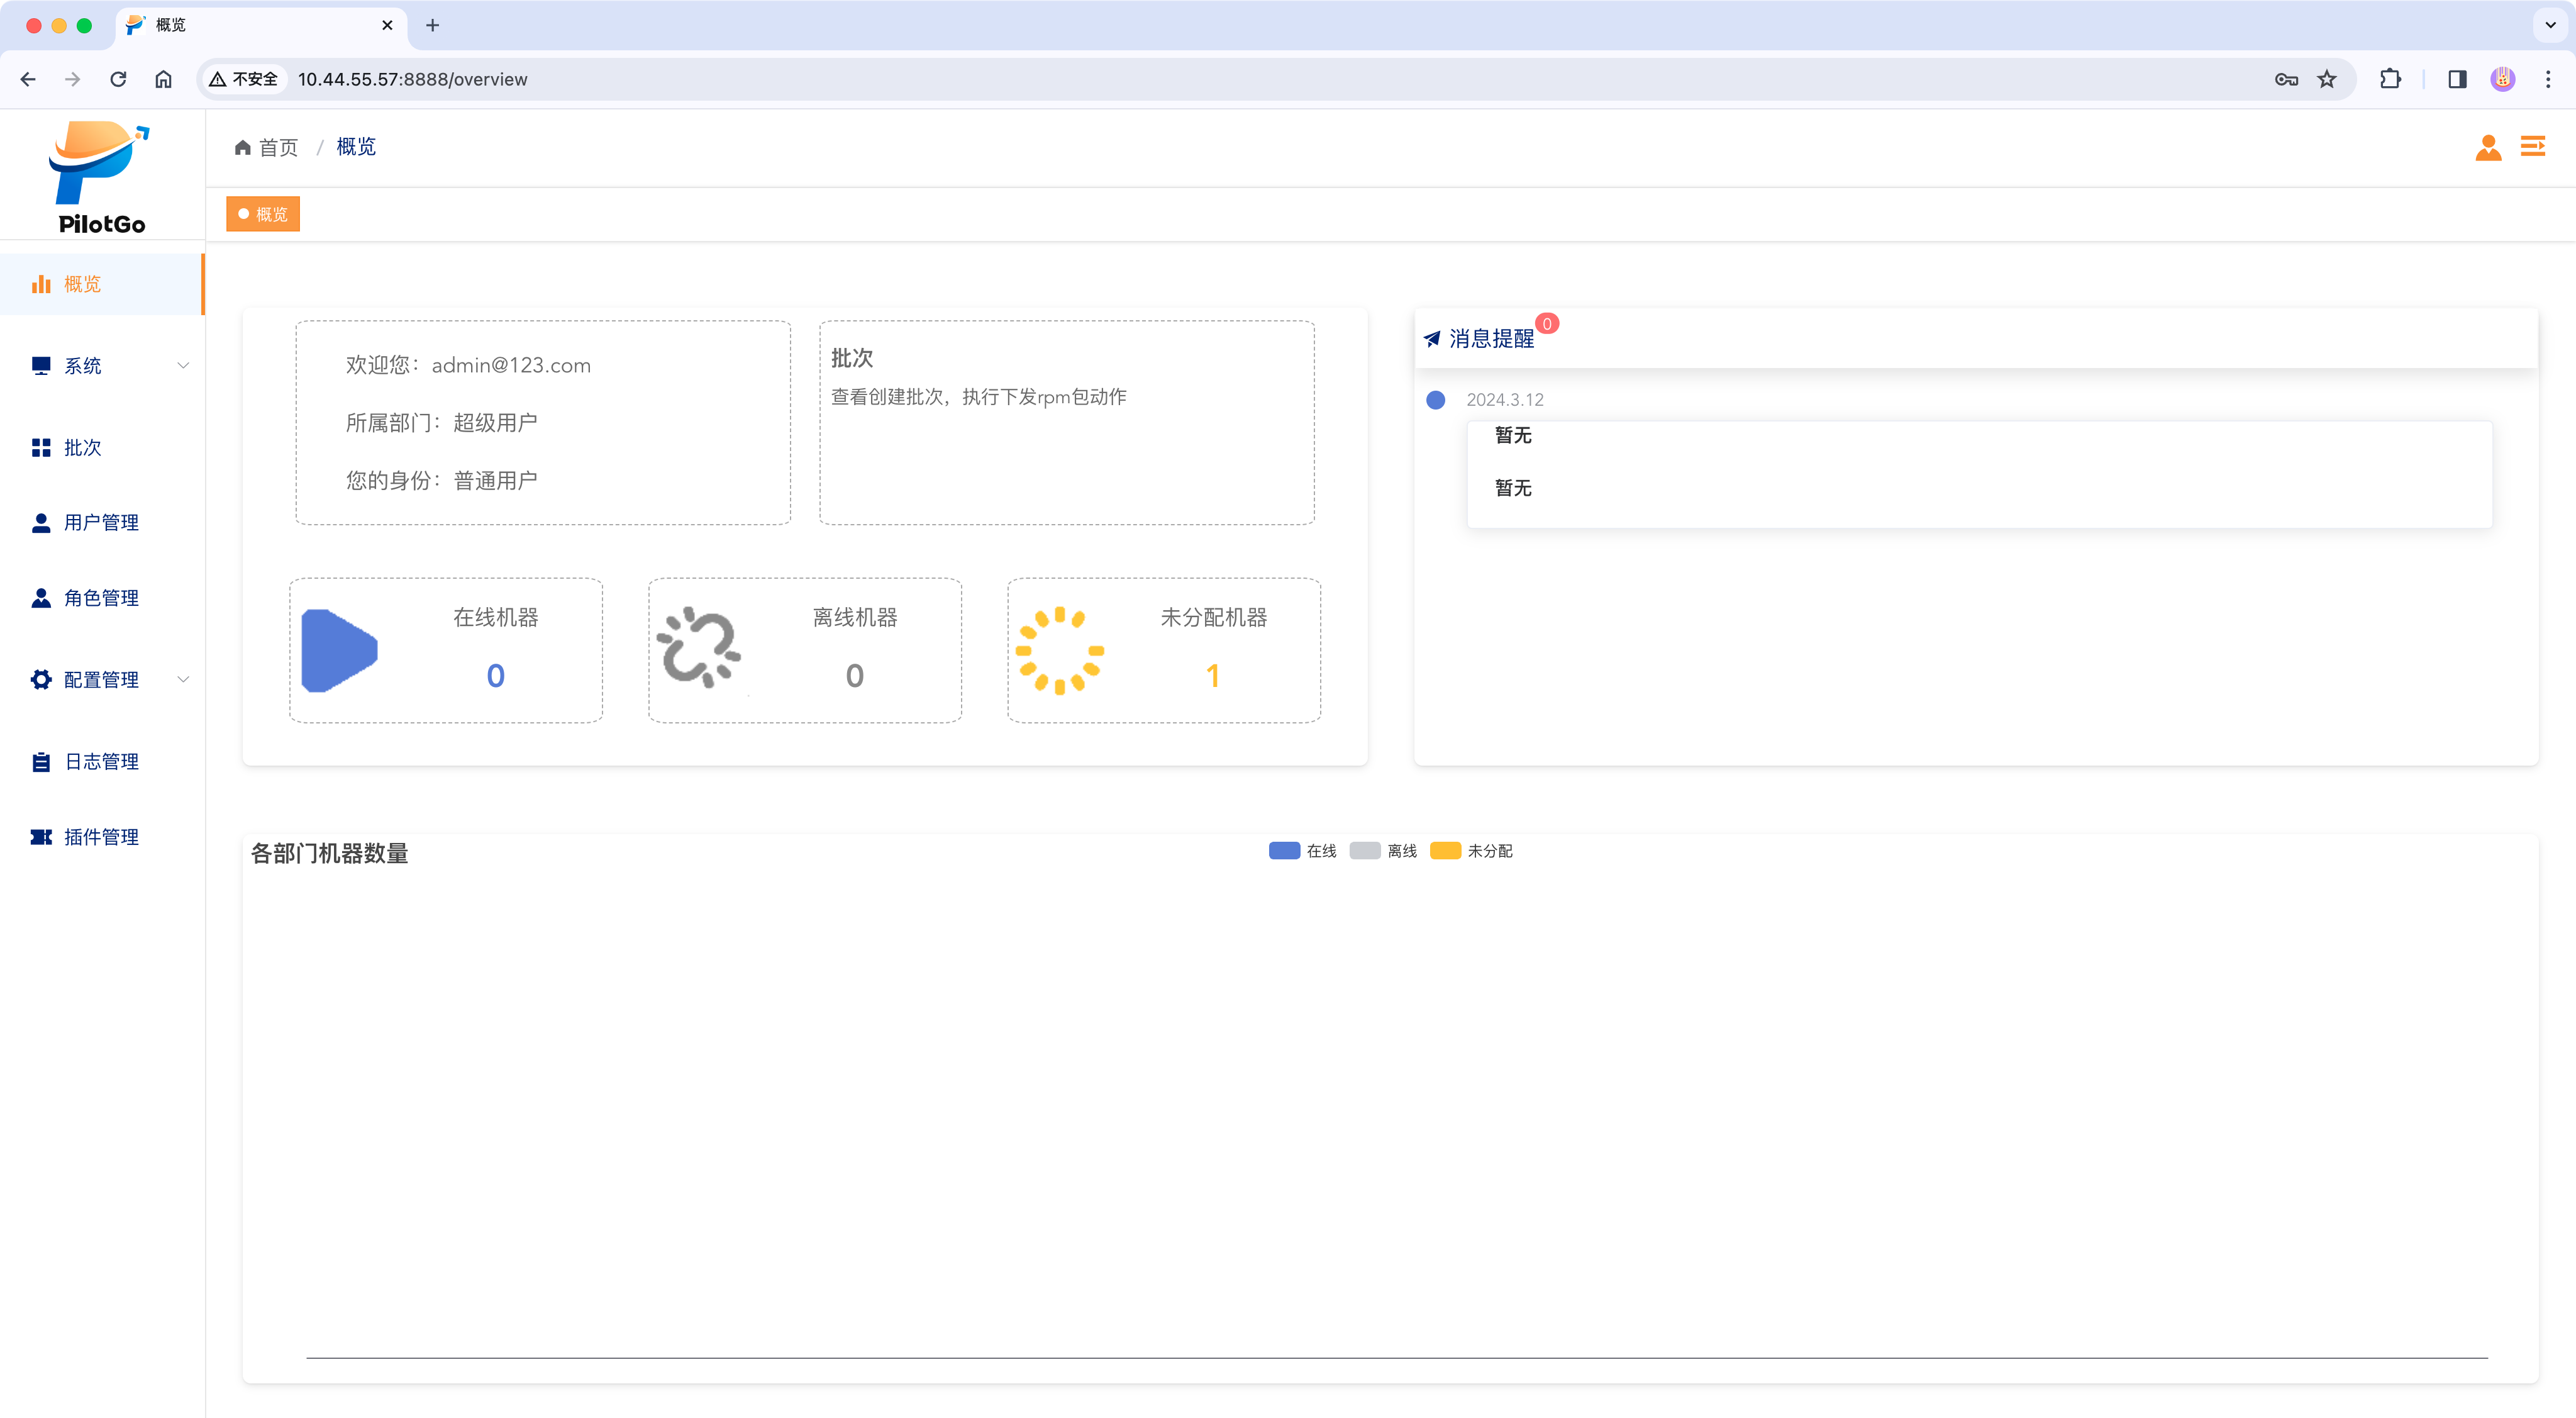 概览
不安全 10.44.55.57:8888/overview
PilotGo
首页 / 概览
概览
概览
系统
批次
用户管理
角色管理
配置管理
日志管理
插件管理
欢迎您：admin@123.com
所属部门：超级用户
您的身份：普通用户
批次
查看创建批次，执行下发rpm包动作
在线机器
0
离线机器
0
未分配机器
1
消息提醒 0
2024.3.12
暂无
暂无
各部门机器数量
在线 离线 未分配